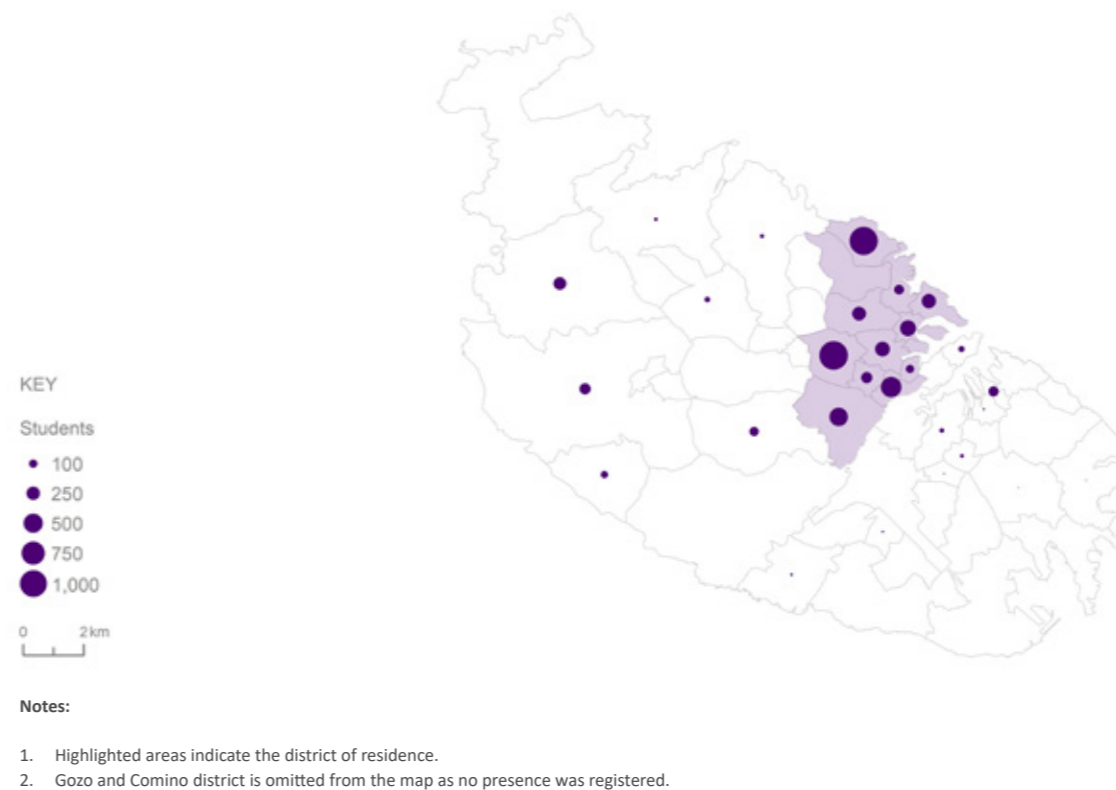 KEY
Students
100
250
500
750
1,000
0 2km
Notes:
1. Highlighted areas indicate the district of residence.
2. Gozo and Comino district is omitted from the map as no presence was registered.